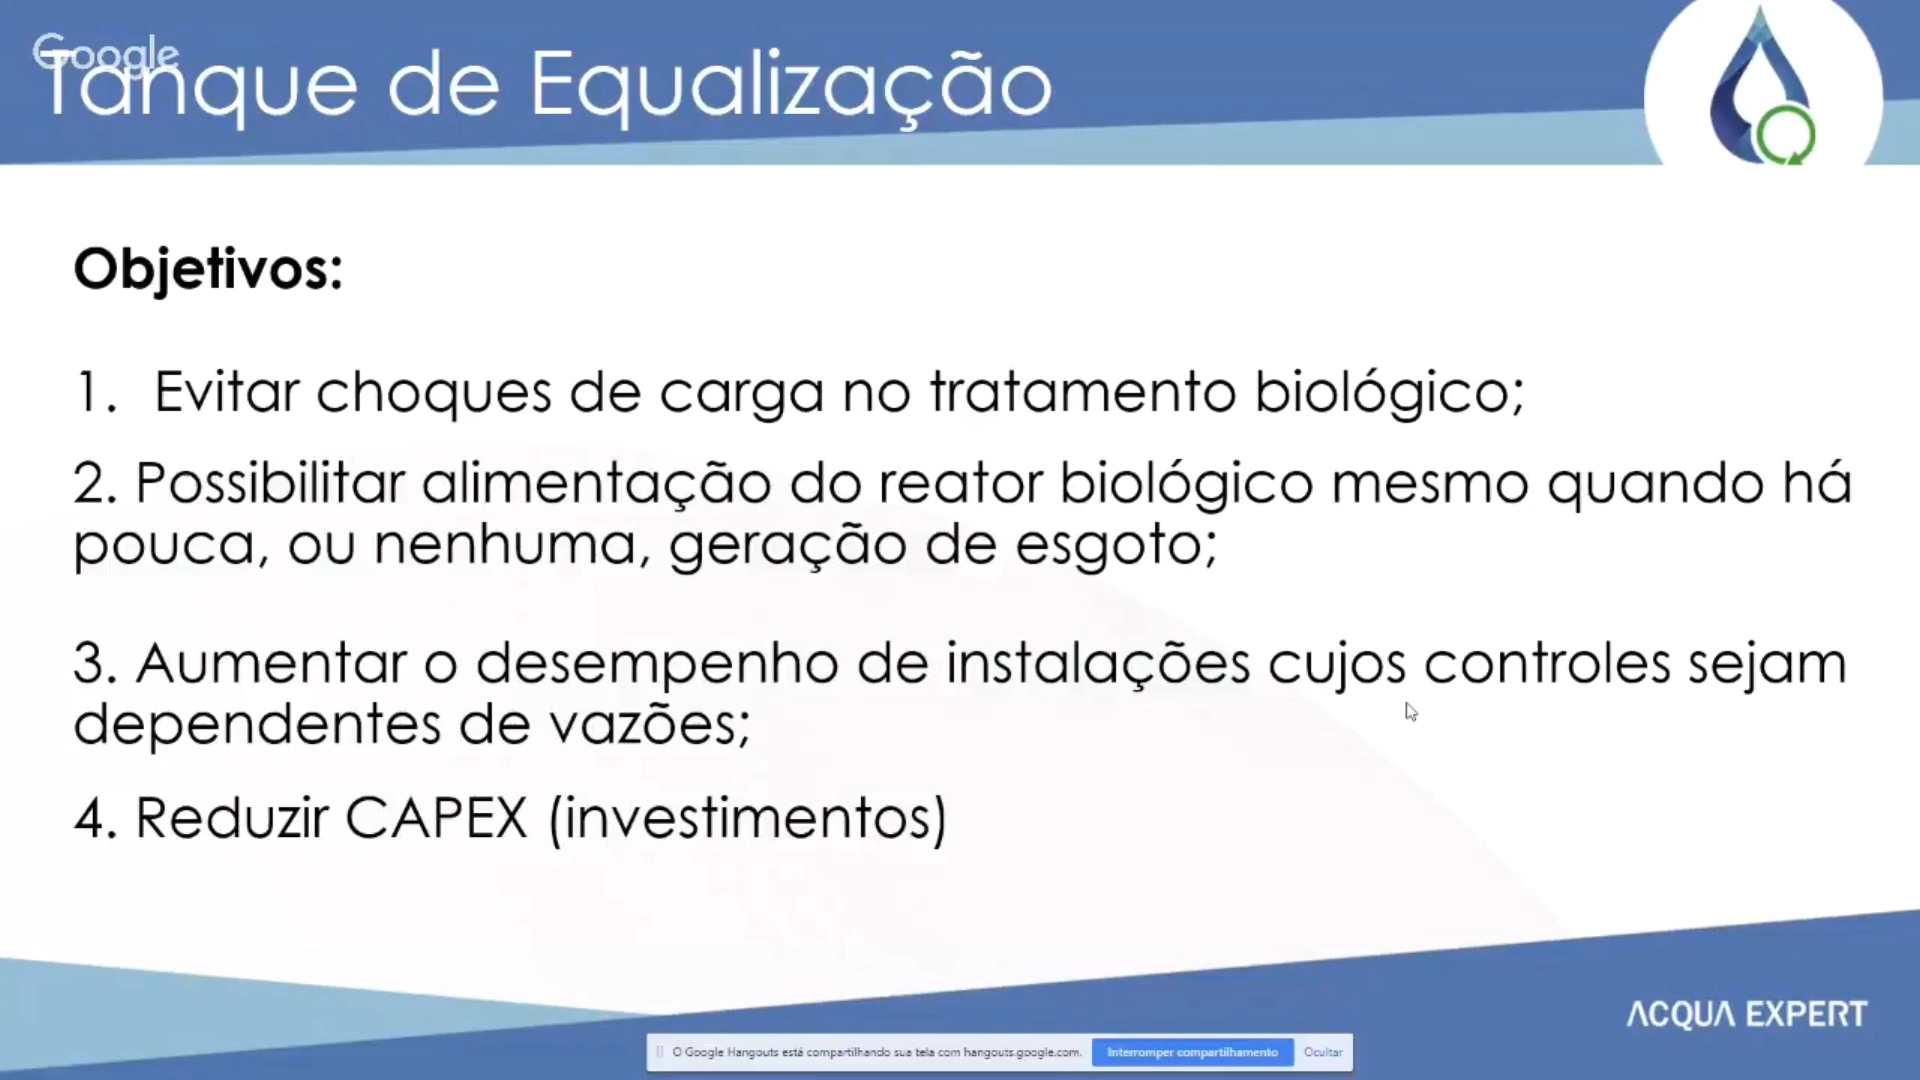 Google
Tanque de Equalização
Objetivos:
1. Evitar choques de carga no tratamento biológico;
2. Possibilitar alimentação do reator biológico mesmo quando há
pouca, ou nenhuma, geração de esgoto;
3. Aumentar o desempenho de instalações cujos controles sejam
dependentes de vazões;
4. Reduzir CAPEX (investimentos)
ACQUA EXPERT
O Google Hangouts está compartilhando sua tela com hangouts.google.com. Interromper compartilhamento Ocultar